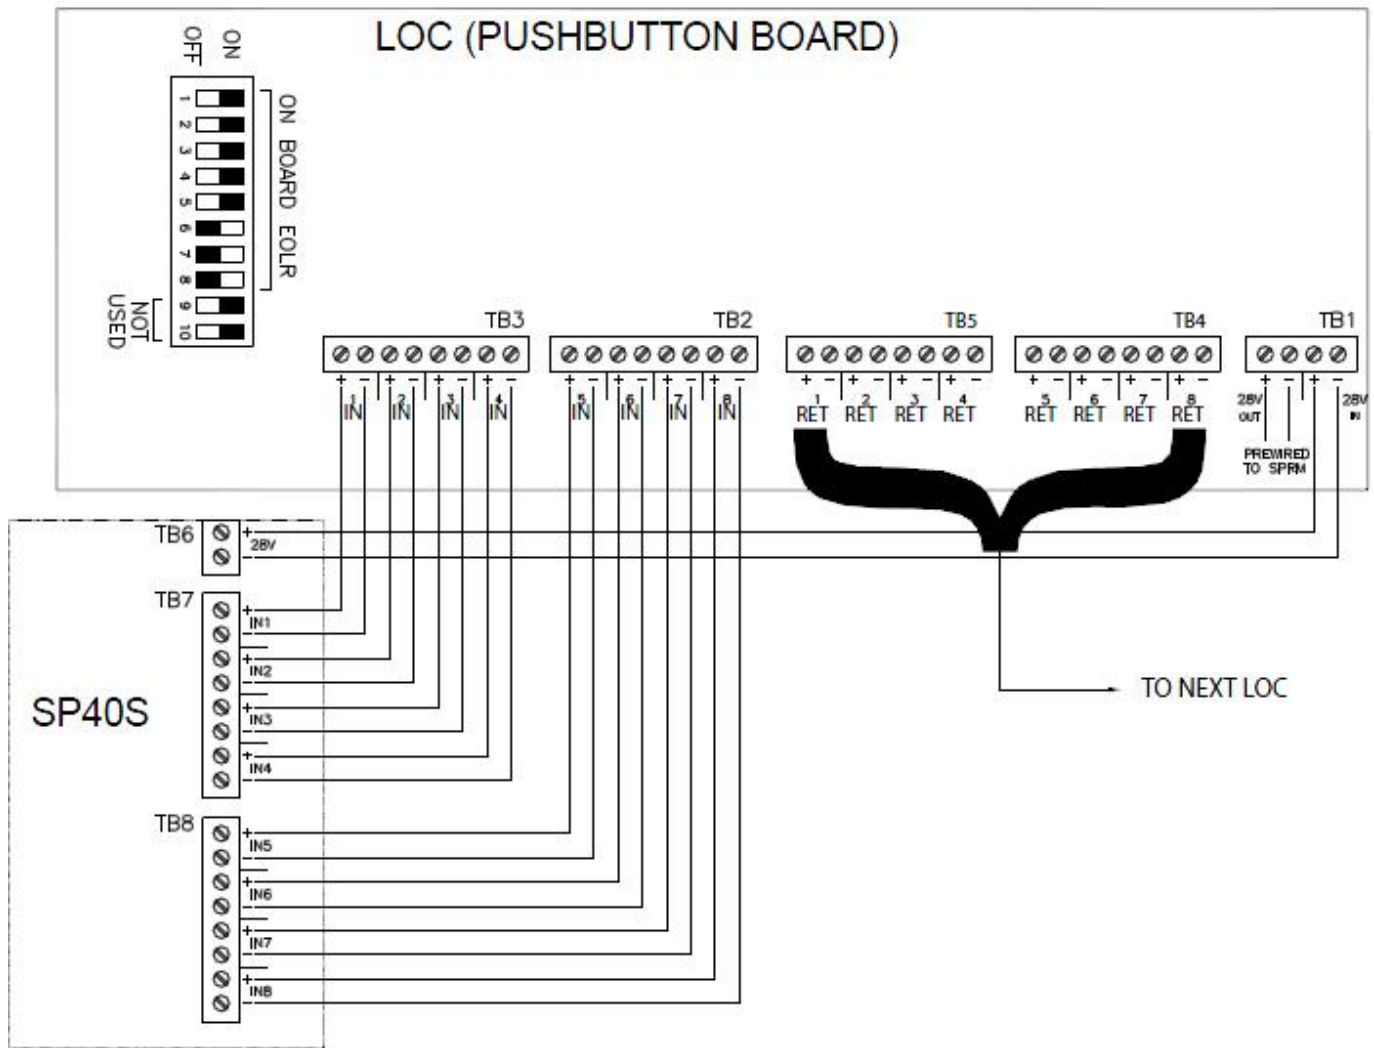 LOC (PUSHBUTTON BOARD)
OFF
ON
1
2
3
4
5
6
7
8
9
10
ON BOARD EOLR
NOT
USED
TB3
TB2
TB5
TB4
TB1
+ - + - + - + -
1 2 3 4
IN IN IN IN
+ - + - + - + -
5 6 7 8
IN IN IN IN
+ - + - + - + -
1 2 3 4
RET RET RET RET
+ - + - + - + -
5 6 7 8
RET RET RET RET
+ - + -
28V
OUT
28V
IN
PREWIRED
TO SPRM
TB6
+
28V
-
TB7
+
IN1
-
+
IN2
-
+
IN3
-
+
IN4
-
SP40S
TO NEXT LOC
TB8
+
IN5
-
+
IN6
-
+
IN7
-
+
IN8
-